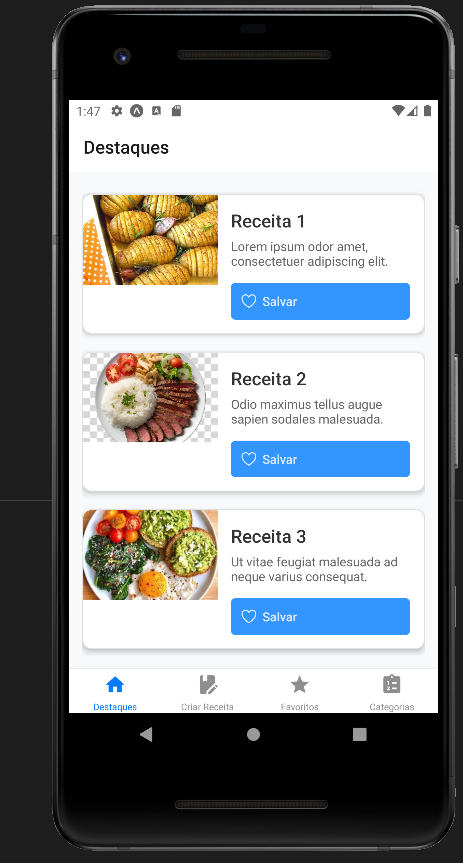 1:47
Destaques
Receita 1
Lorem ipsum odor amet,
consectetuer adipiscing elit.
Salvar
Receita 2
Odio maximus tellus augue
sapien sodales malesuada.
Salvar
Receita 3
Ut vitae feugiat malesuada ad
neque varius consequat.
Salvar
Destaques
Criar Receita
Favoritos
Categorias